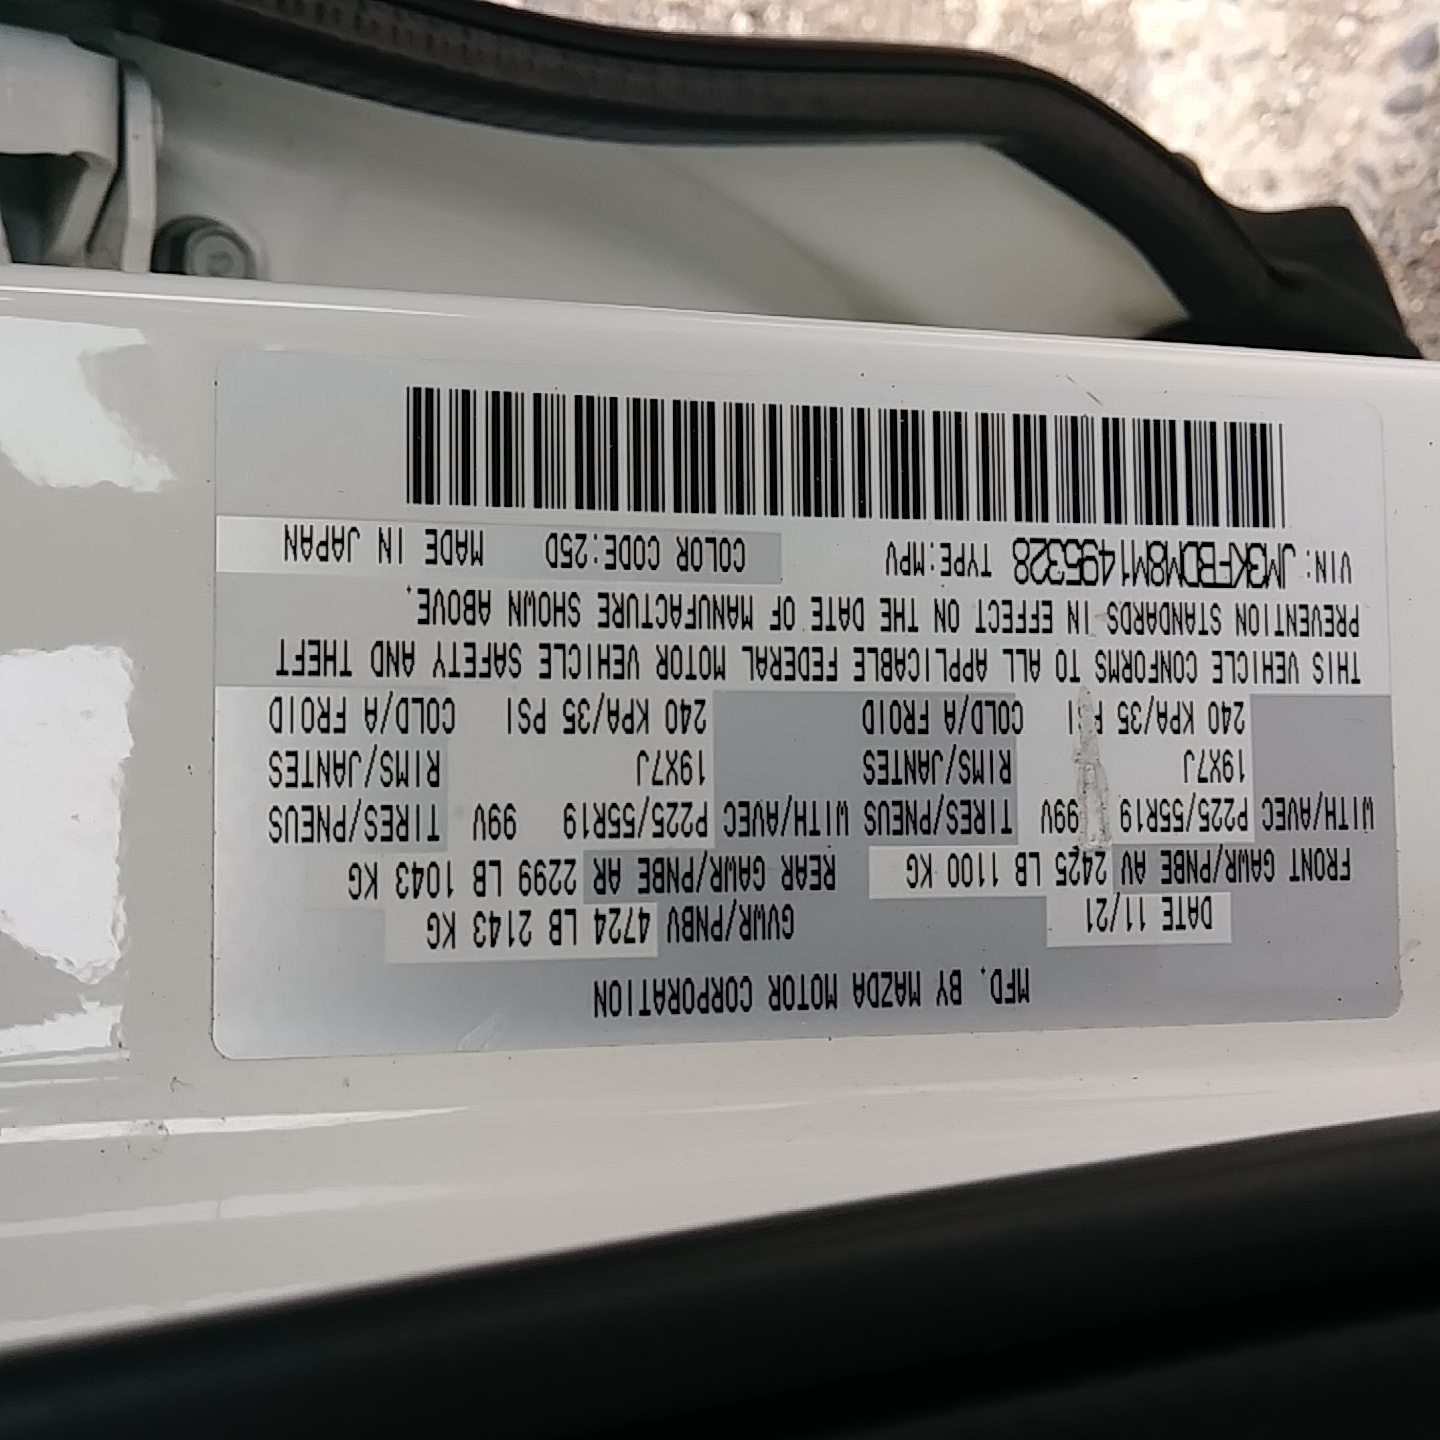 MFD. BY MAZDA MOTOR CORPORATION
DATE 11/21 GVWR/PNBV 4724 LB 2143 KG
FRONT GAWR/PNBE AV 2425 LB 1100 KG REAR GAWR/PNBE AR 2299 LB 1043 KG
WITH/AVEC P225/55R19 99V TIRES/PNEUS WITH/AVEC P225/55R19 99V TIRES/PNEUS
19X7J RIMS/JANTES 19X7J RIMS/JANTES
240 KPA/35 PSI COLD/A FROID 240 KPA/35 PSI COLD/A FROID
THIS VEHICLE CONFORMS TO ALL APPLICABLE FEDERAL MOTOR VEHICLE SAFETY AND THEFT
PREVENTION STANDARDS IN EFFECT ON THE DATE OF MANUFACTURE SHOWN ABOVE.
VIN: JM3KFBDM8M1495328 TYPE:MPV COLOR CODE:25D MADE IN JAPAN